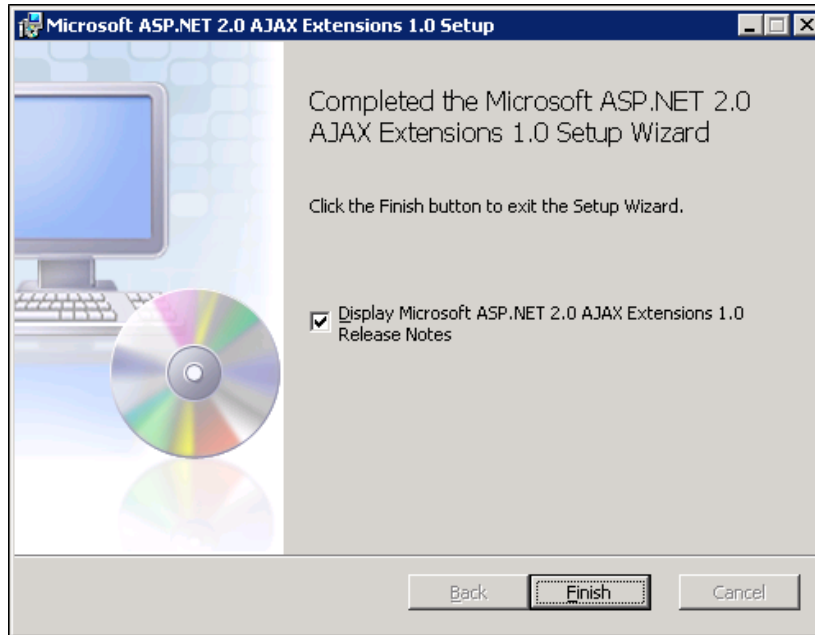 Microsoft ASP.NET 2.0 AJAX Extensions 1.0 Setup
Completed the Microsoft ASP.NET 2.0
AJAX Extensions 1.0 Setup Wizard
Click the Finish button to exit the Setup Wizard.
Display Microsoft ASP.NET 2.0 AJAX Extensions 1.0
Release Notes
Back Finish Cancel